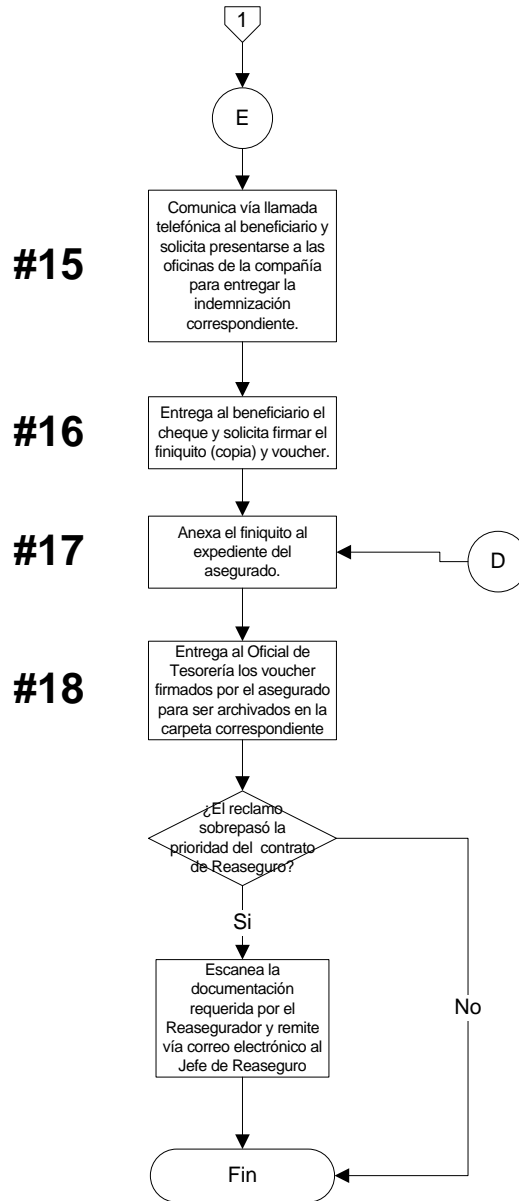 1
E
#15
Comunica vía llamada
telefónica al beneficiario y
solicita presentarse a las
oficinas de la compañía
para entregar la
indemnización
correspondiente.
#16
Entrega al beneficiario el
cheque y solicita firmar el
finiquito (copia) y voucher.
#17
Anexa el finiquito al
expediente del
asegurado.
D
#18
Entrega al Oficial de
Tesorería los voucher
firmados por el asegurado
para ser archivados en la
carpeta correspondiente
¿El reclamo
sobrepasó la
prioridad del contrato
de Reaseguro?
Si
No
Escanea la
documentación
requerida por el
Reasegurador y remite
vía correo electrónico al
Jefe de Reaseguro
Fin